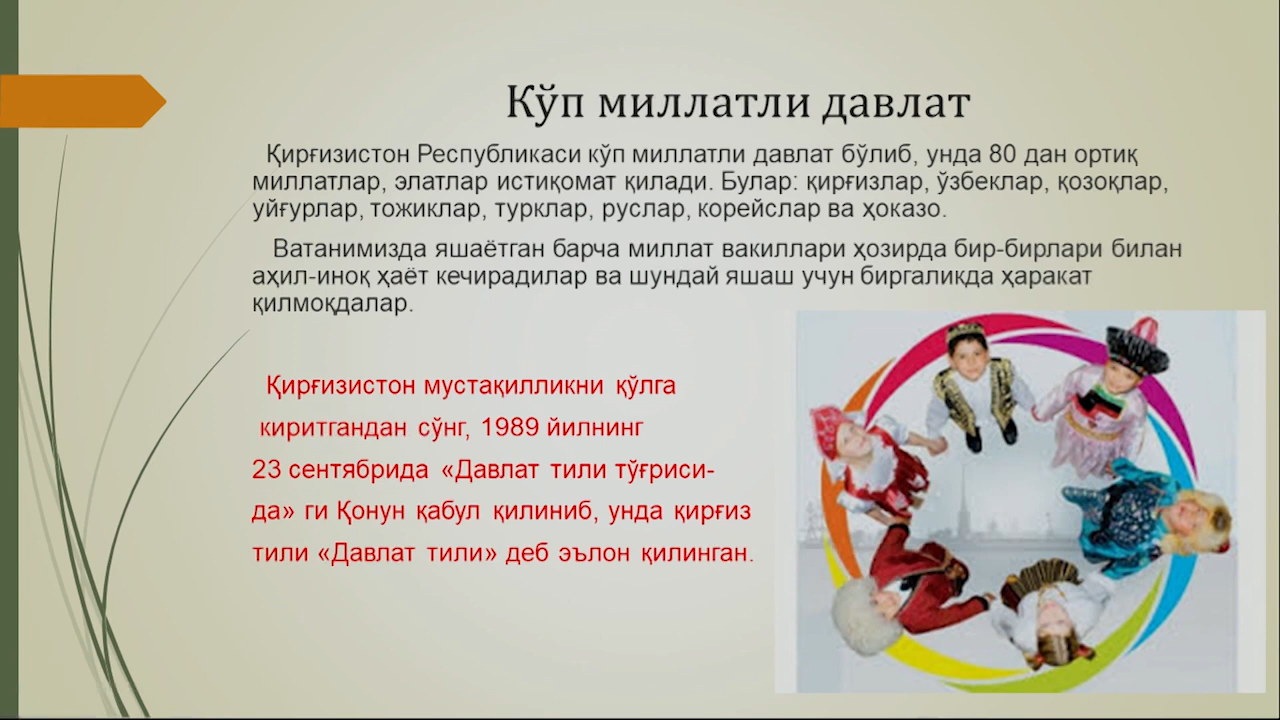 Кўп миллатли давлат
Қирғизистон Республикаси кўп миллатли давлат бўлиб, унда 80 дан ортиқ
миллатлар, элатлар истиқомат қилади. Булар: қирғизлар, ўзбеклар, қозоқлар,
уйғурлар, тожиклар, турклар, руслар, корейслар ва ҳоказо.
Ватанимизда яшаётган барча миллат вакиллари ҳозирда бир-бирлари билан
аҳил-иноқ ҳаёт кечирадилар ва шундай яшаш учун биргаликда ҳаракат
қилмоқдалар.
Қирғизистон мустақилликни қўлга
киритгандан сўнг, 1989 йилнинг
23 сентябрида «Давлат тили тўғриси-
да» ги Қонун қабул қилиниб, унда қирғиз
тили «Давлат тили» деб эълон қилинган.